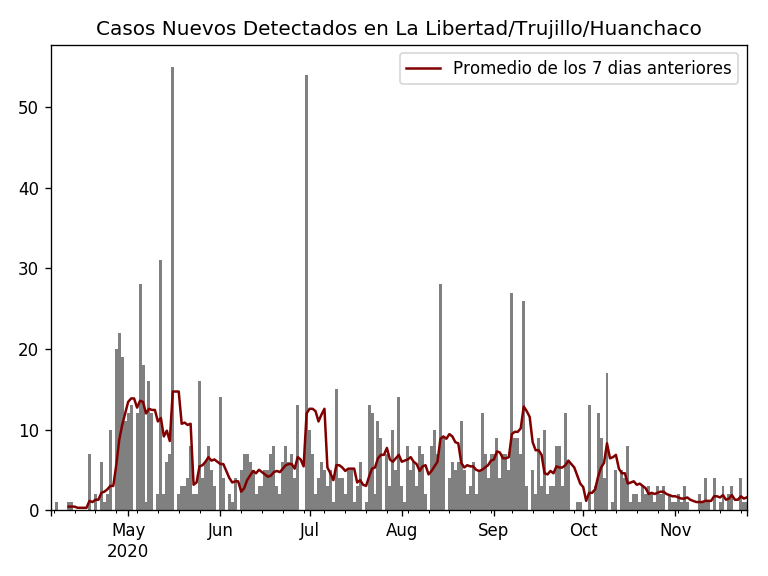 Casos Nuevos Detectados en La Libertad/Trujillo/Huanchaco
Promedio de los 7 dias anteriores
50
40
30
20
10
0
May Jun Jul Aug Sep Oct Nov
2020